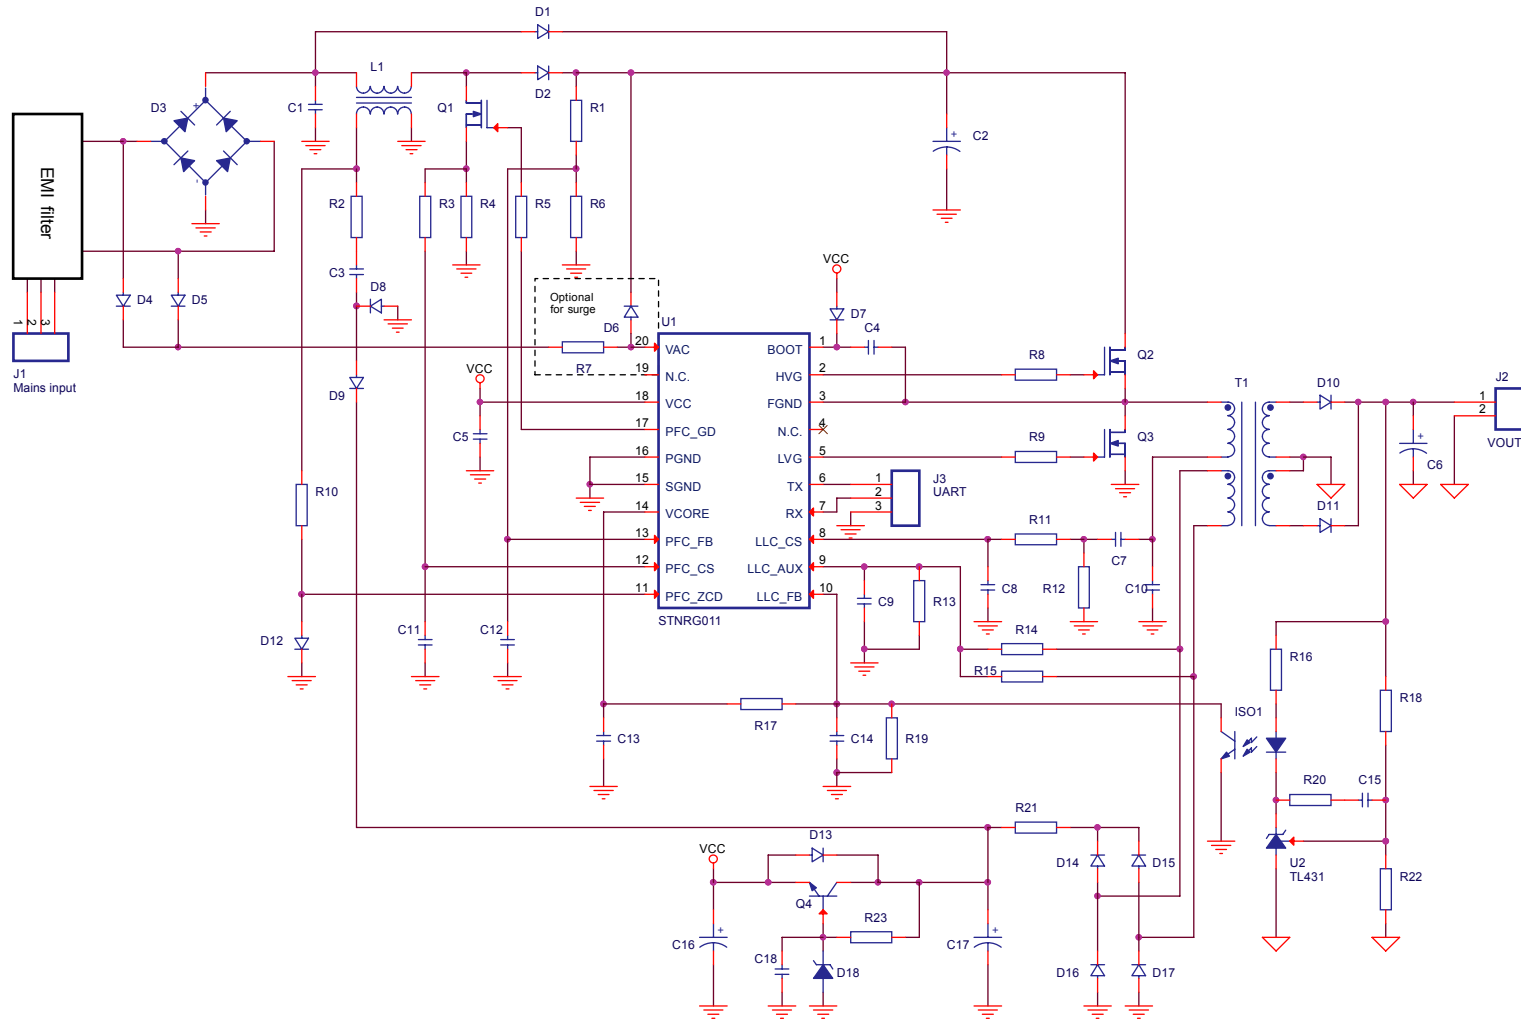 D1
L1
D3
C1
Q1
D2
R1
C2
EMI filter
R2
R3
R4
R5
R6
C3
D8
VCC
Optional
for surge
D4
D5
D6
U1
D7
C4
1
2
3
J1
Mains input
R7
20
VAC
BOOT
1
R8
Q2
19
N.C.
HVG
2
T1
D10
J2
VCC
D9
18
VCC
FGND
3
1
2
C5
17
PFC_GD
N.C.
4
R9
Q3
VOUT
C6
16
PGND
LVG
5
15
SGND
TX
6
1
2
3
J3
UART
R10
14
VCORE
RX
7
D11
13
PFC_FB
LLC_CS
8
R11
C7
12
PFC_CS
LLC_AUX
9
11
PFC_ZCD
LLC_FB
10
C9
R13
C8
R12
C10
STNRG011
D12
C11
C12
R14
R15
R16
R18
C13
R17
C14
R19
ISO1
R20
C15
R21
D13
VCC
D14
D15
U2
TL431
R22
Q4
R23
C16
C18
D18
C17
D16
D17